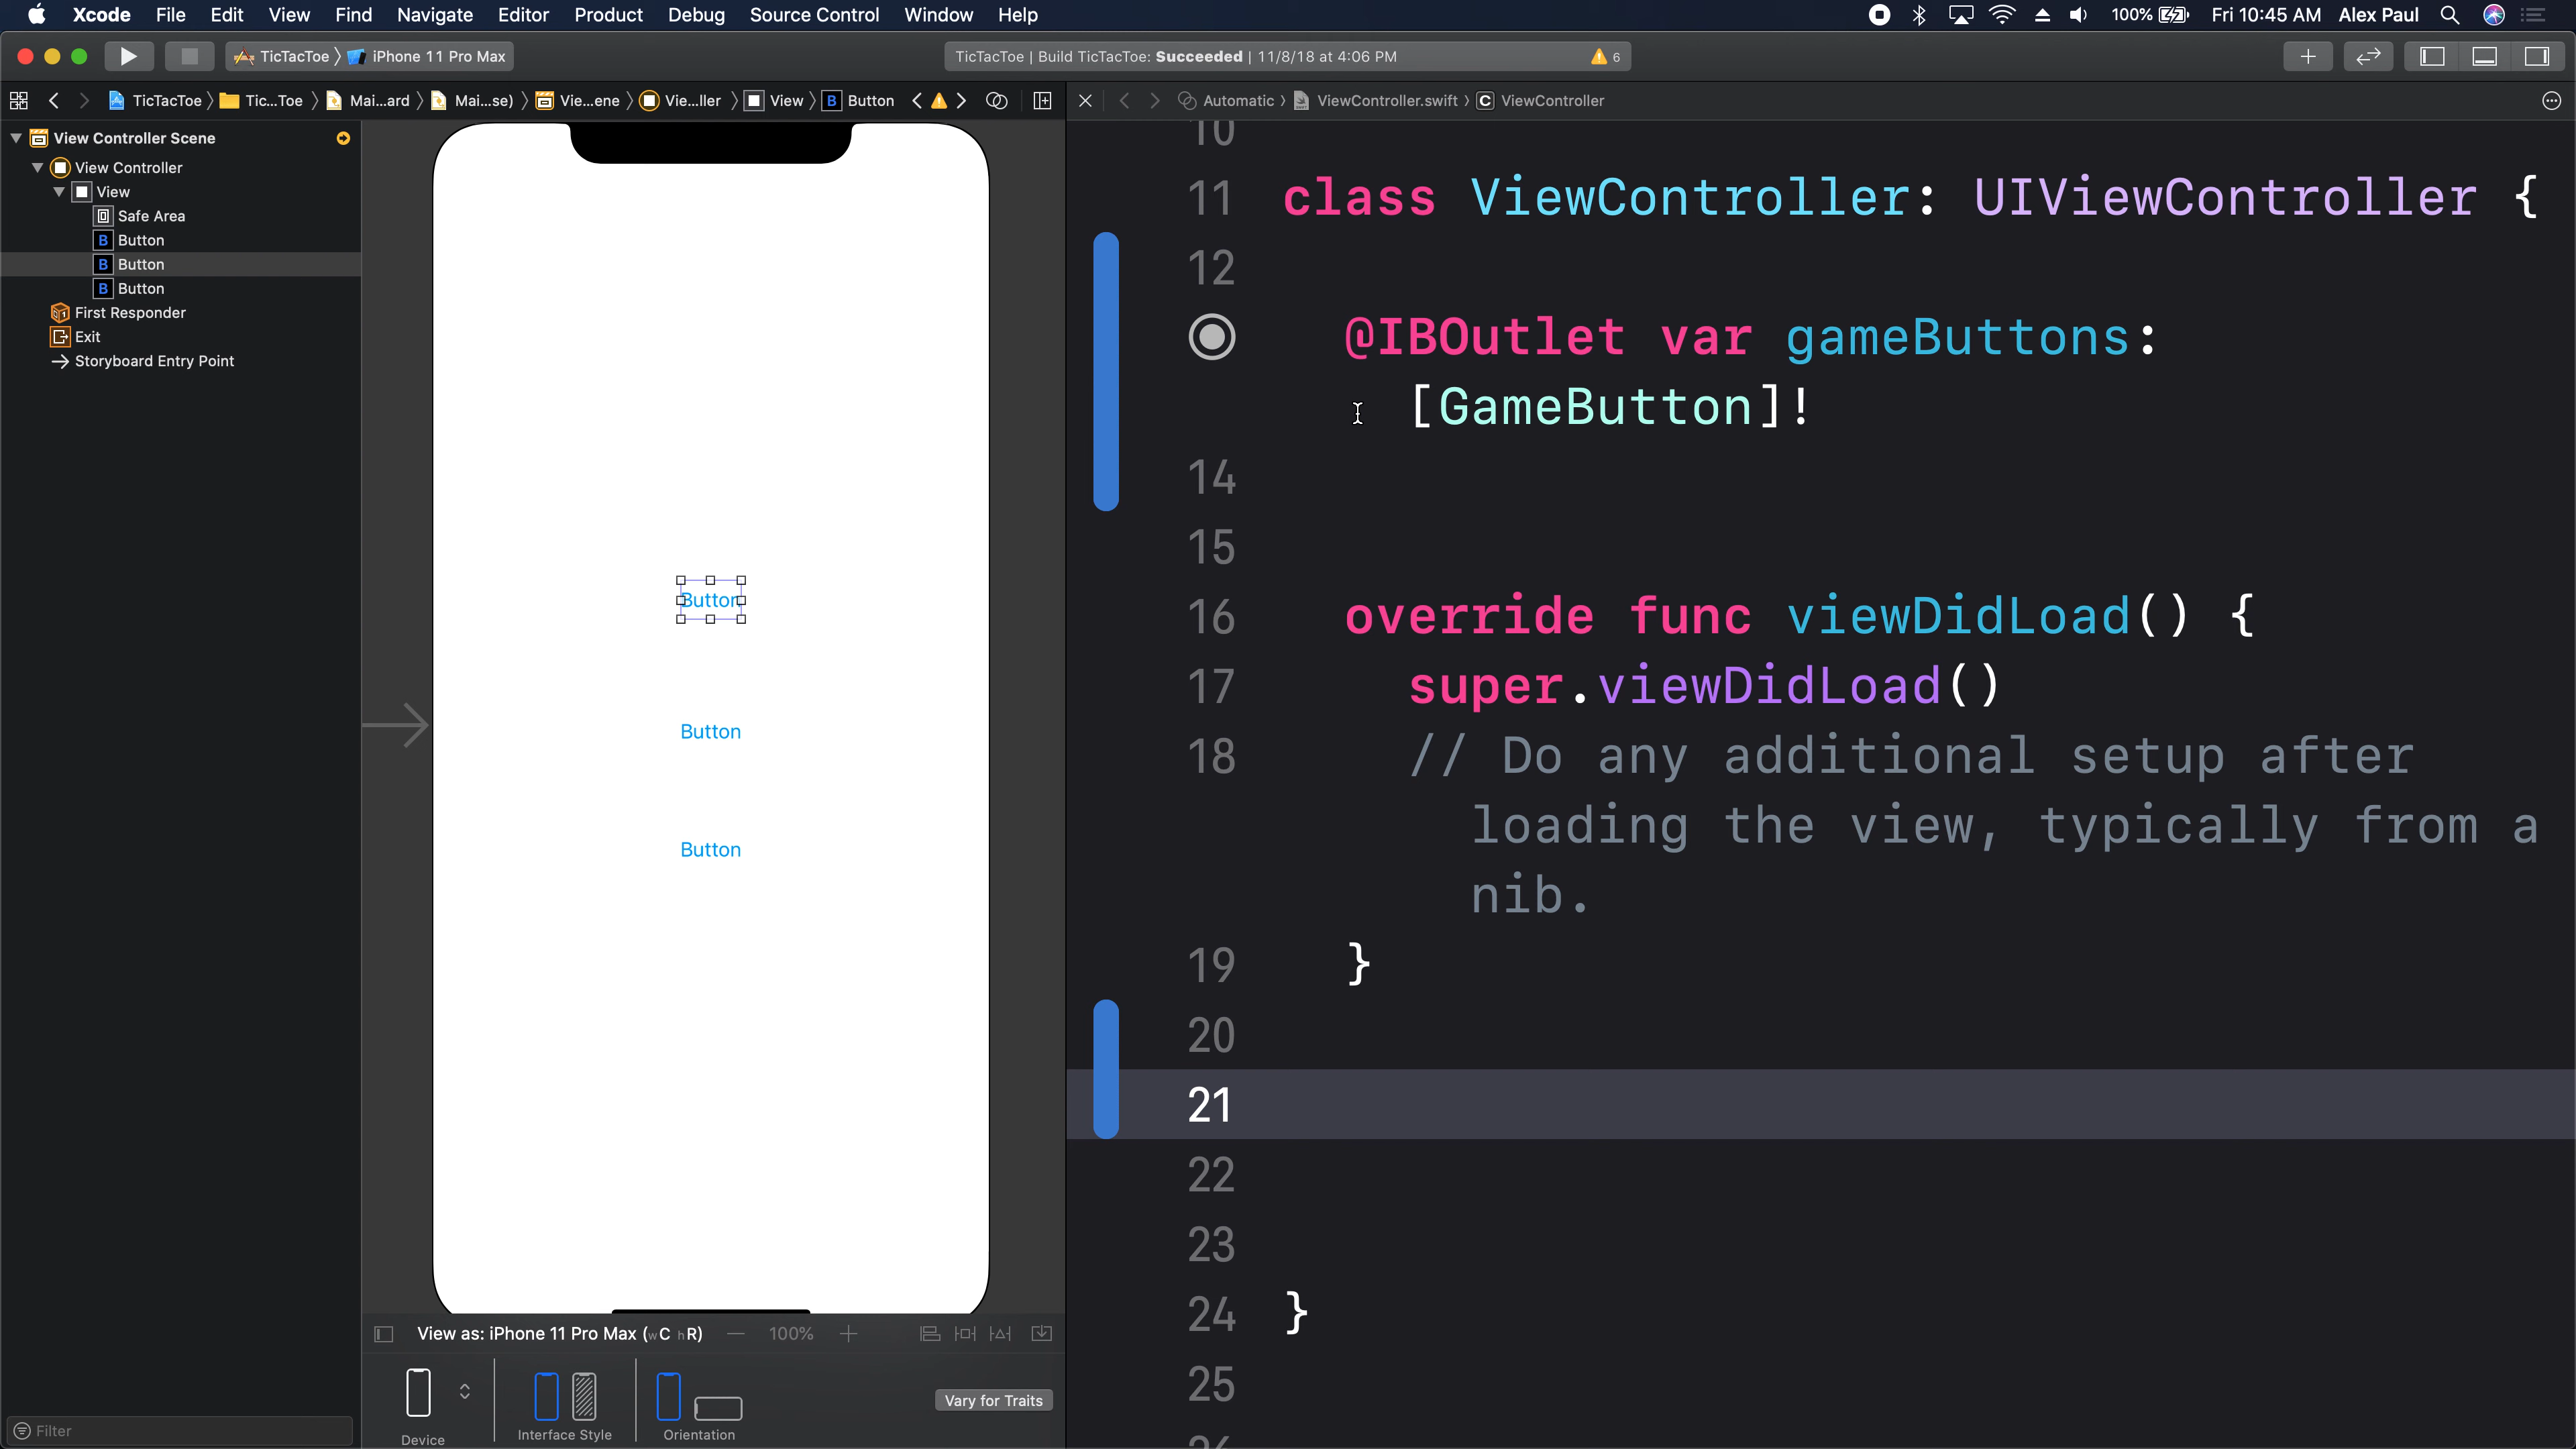 Xcode File Edit View Find Navigate Editor Product Debug Source Control Window Help 100% Fri 10:45 AM Alex Paul
TicTacToe iPhone 11 Pro Max TicTacToe | Build TicTacToe: Succeeded | 11/8/18 at 4:06 PM 6
TicTacToe Tic...Toe Mai...ard Mai...se) Vie...ene Vie...ller View B Button
Automatic ViewController.swift C ViewController
View Controller Scene
View Controller
View
Safe Area
B Button
B Button
B Button
First Responder
Exit
Storyboard Entry Point
Filter
Button
Button
Button
View as: iPhone 11 Pro Max (wC hR) 100%
Device
Interface Style
Orientation
Vary for Traits
10
11 class ViewController: UIViewController {
12
@IBOutlet var gameButtons:
[GameButton]!
14
15
16 override func viewDidLoad() {
17 super.viewDidLoad()
18 // Do any additional setup after
loading the view, typically from a
nib.
19 }
20
21
22
23
24 }
25
26